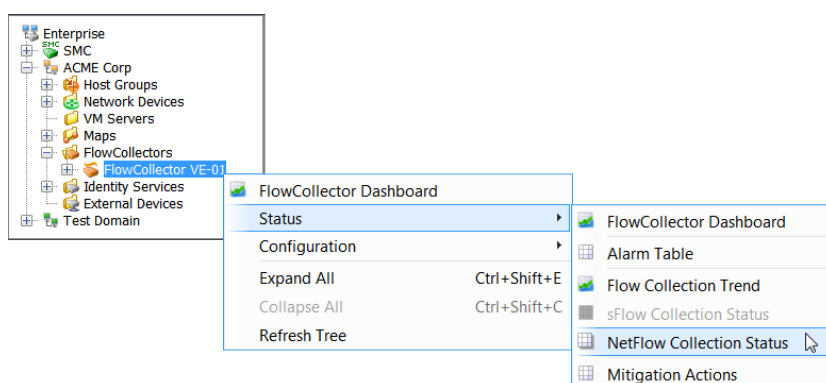 Enterprise
SMC SMC
ACME Corp
Host Groups
Network Devices
VM Servers
Maps
FlowCollectors
FlowCollector VE-01
Identity Services
External Devices
Test Domain
FlowCollector Dashboard
Status
Configuration
Expand All Ctrl+Shift+E
Collapse All Ctrl+Shift+C
Refresh Tree
FlowCollector Dashboard
Alarm Table
Flow Collection Trend
sFlow Collection Status
NetFlow Collection Status
Mitigation Actions